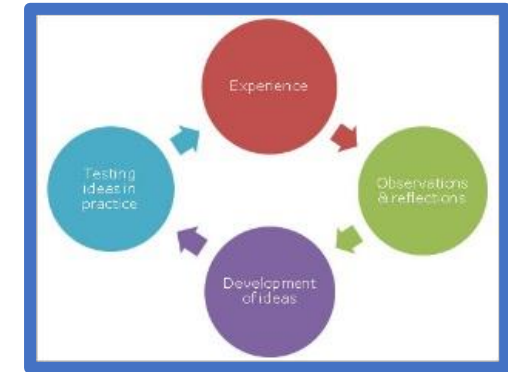 Experience
Observations
& reflections
Development
of ideas
Testing
ideas in
practice